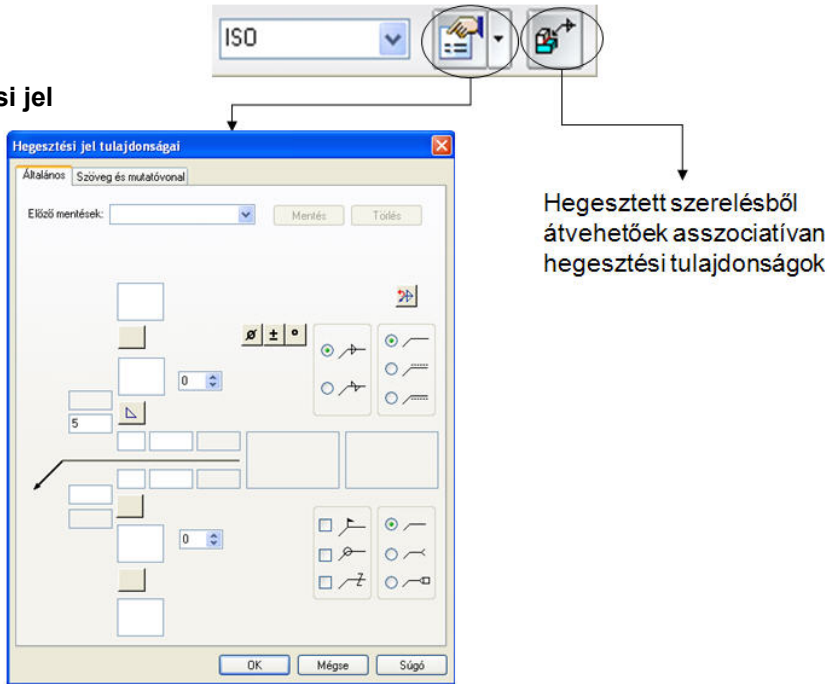 ISO
si jel
Hegesztési jel tulajdonságai
Általános Szöveg és mutatóvonal
Előző mentések: Mentés Törlés
Ø ± °
0
5
0
OK Mégse Súgó
Hegesztett szerelésből
átvehetőek asszociatívan
hegesztési tulajdonságok